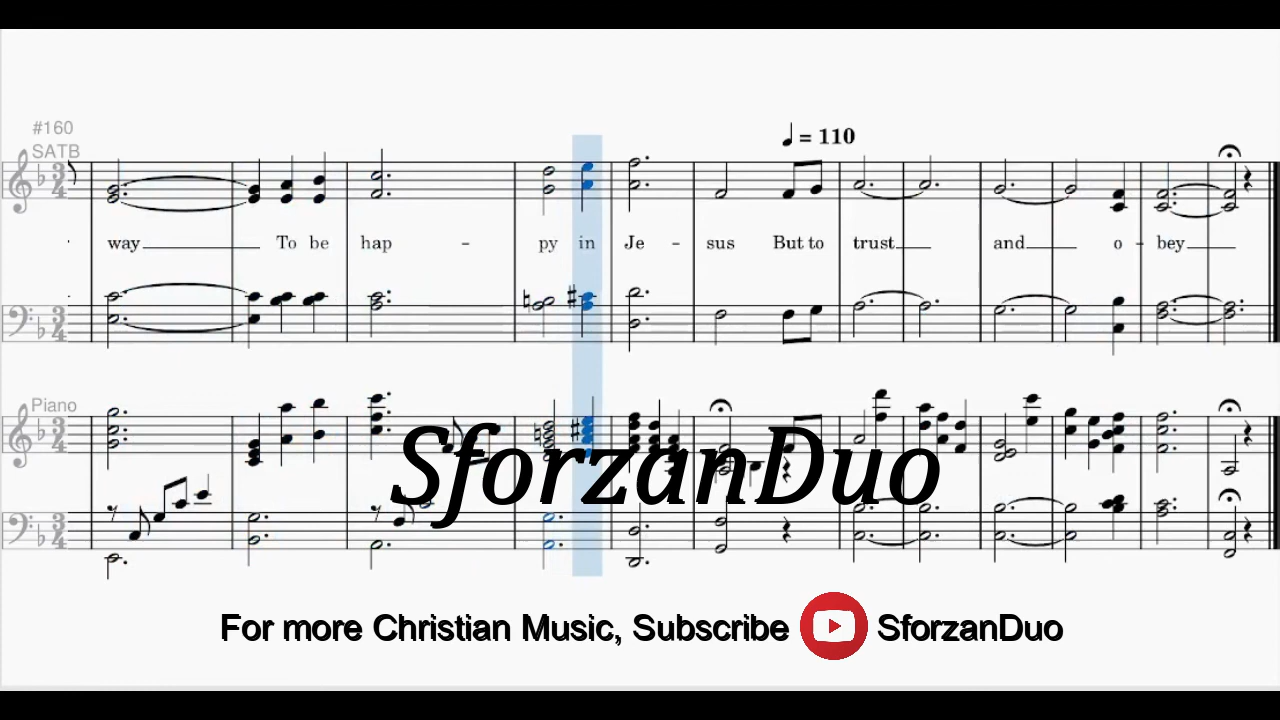 #160
SATB
♩ = 110
way To be hap - py in Je - sus But to trust and o - bey
Piano
SforzanDuo
For more Christian Music, Subscribe SforzanDuo